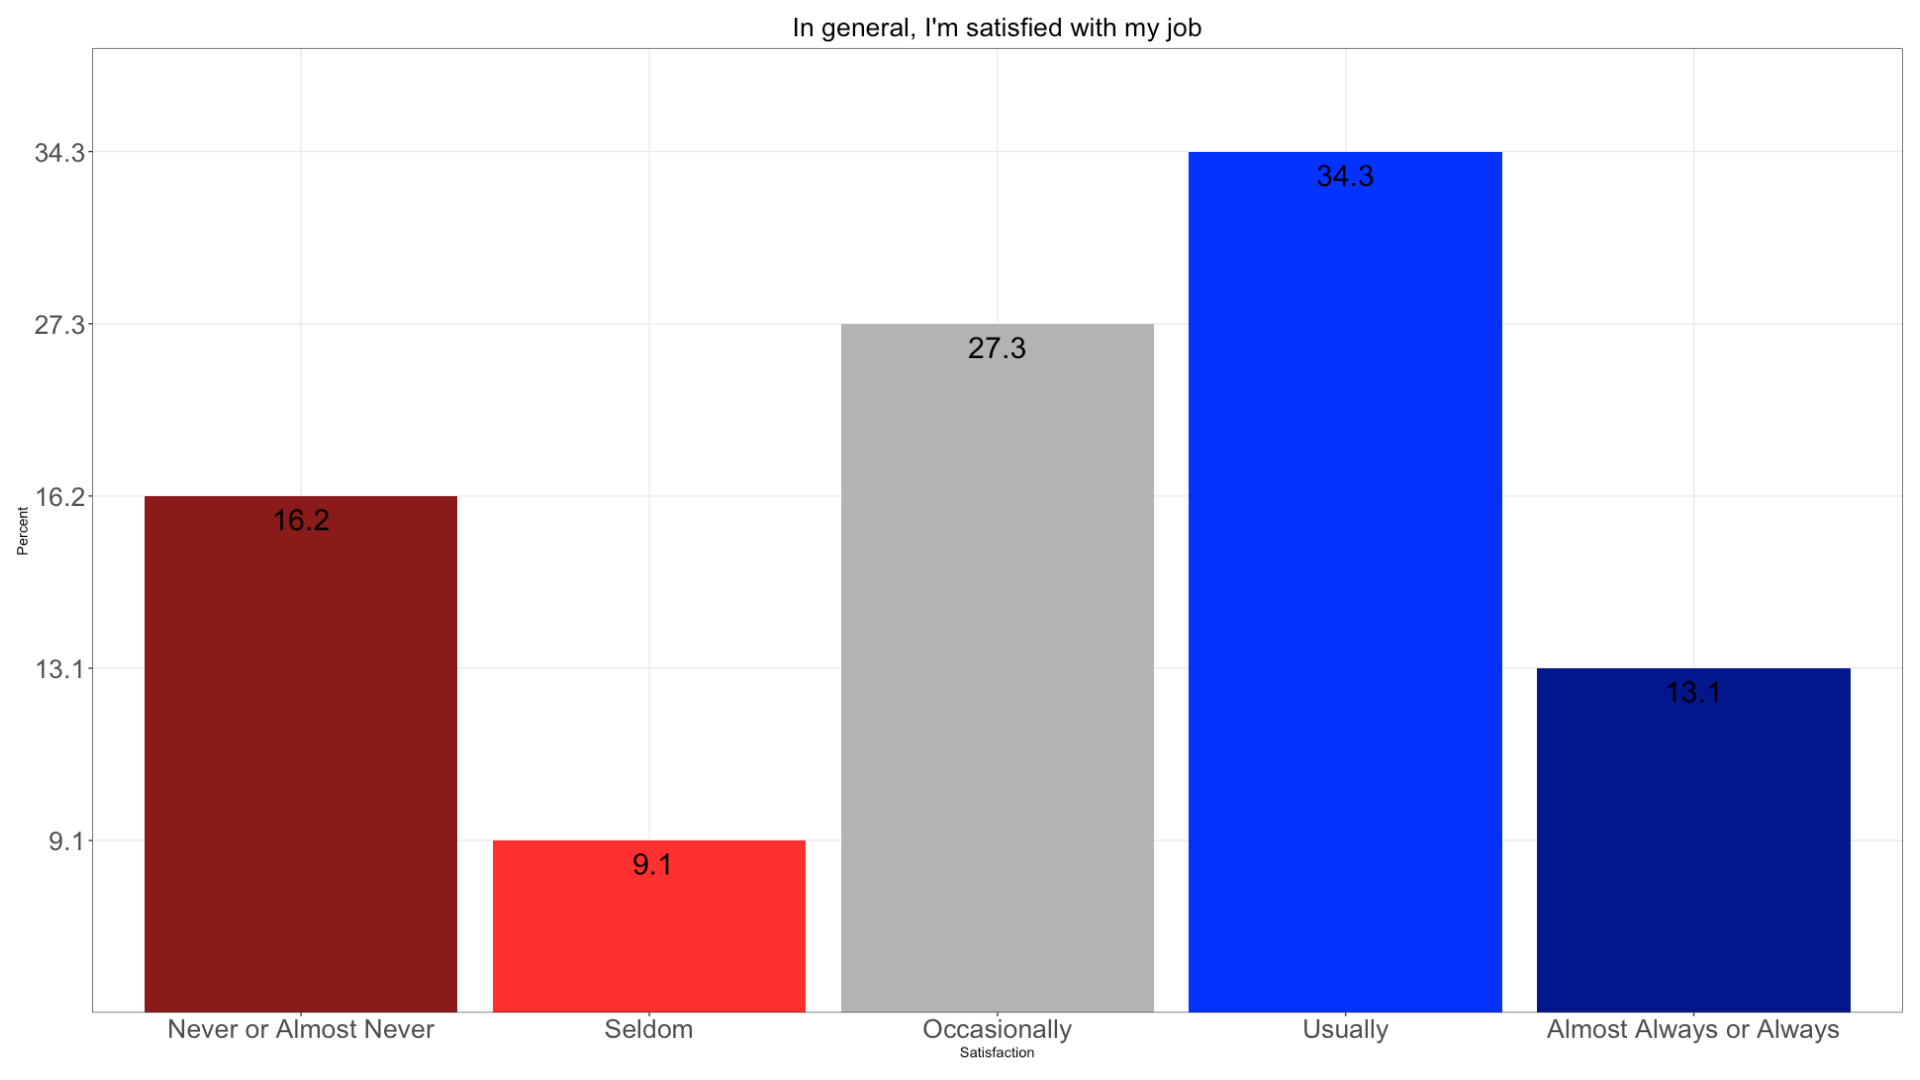 In general, I'm satisfied with my job
34.3
34.3
27.3
27.3
16.2
16.2
Percent
13.1
13.1
9.1
9.1
Never or Almost Never Seldom Occasionally Usually Almost Always or Always
Satisfaction